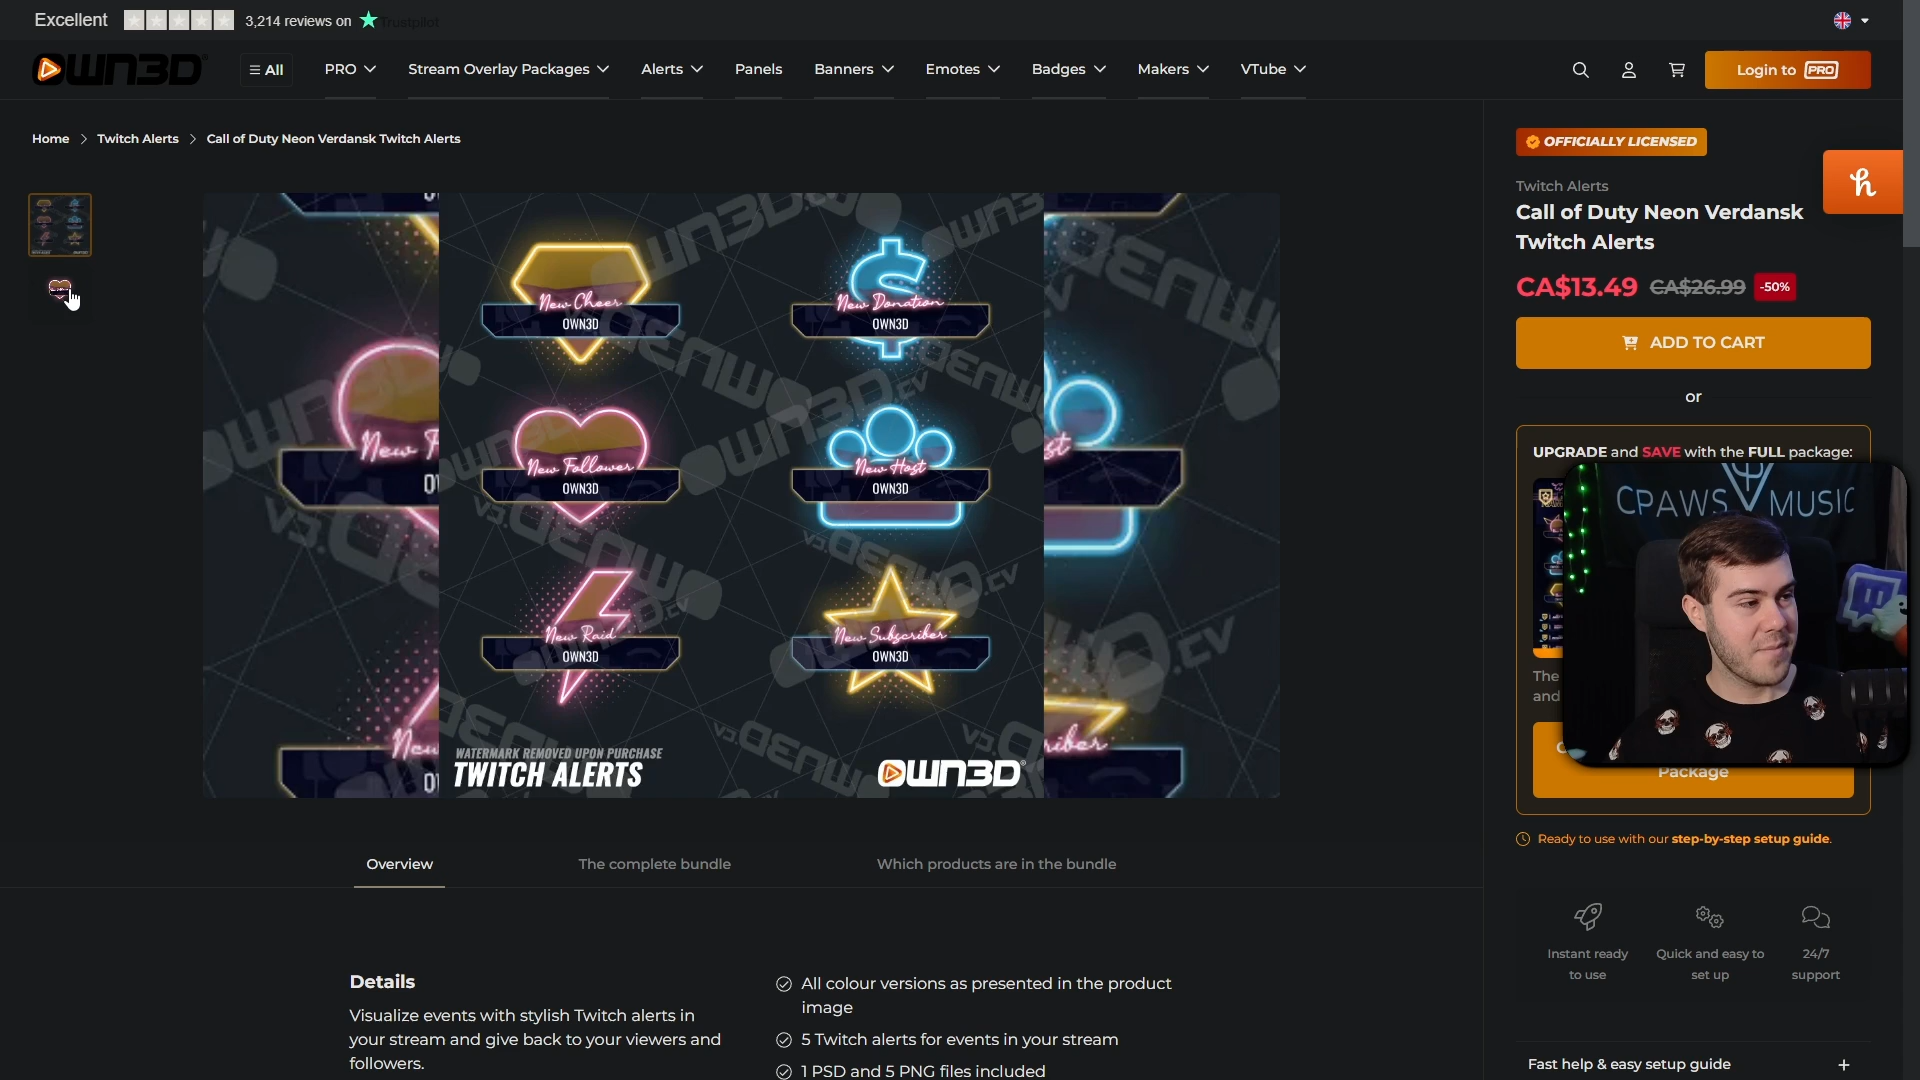 Excellent
3,214 reviews on
Trustpilot
OWN3D
All
PRO
Stream Overlay Packages
Alerts
Panels
Banners
Emotes
Badges
Makers
VTube
Login to PRO
Home
Twitch Alerts
Call of Duty Neon Verdansk Twitch Alerts
New Cheer
OWN3D
New Donation
OWN3D
New Follower
OWN3D
New Host
OWN3D
New Raid
OWN3D
New Subscriber
OWN3D
WATERMARK REMOVED UPON PURCHASE
TWITCH ALERTS
OWN3D
OFFICIALLY LICENSED
Twitch Alerts
Call of Duty Neon Verdansk
Twitch Alerts
CA$13.49 CA$26.99 -50%
ADD TO CART
or
UPGRADE and SAVE with the FULL package:
CPAWS MUSIC
The
and
Package
Ready to use with our step-by-step setup guide.
Instant ready
to use
Quick and easy to
set up
24/7
support
Fast help & easy setup guide
Overview
The complete bundle
Which products are in the bundle
Details
Visualize events with stylish Twitch alerts in
your stream and give back to your viewers and
followers.
All colour versions as presented in the product
image
5 Twitch alerts for events in your stream
1 PSD and 5 PNG files included